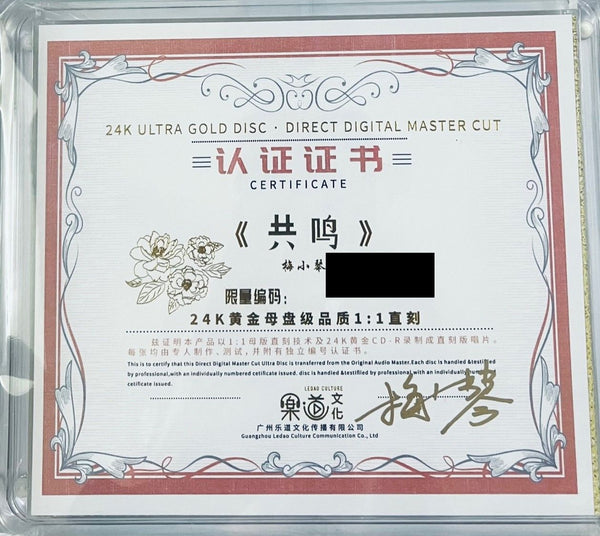 24K ULTRA GOLD DISC · DIRECT DIGITAL MASTER CUT
认证证书
CERTIFICATE
《共鸣》
梅小琴
限量编码：
24K黄金母盘级品质1:1直刻
兹证明本产品以1:1母版直刻技术及24K黄金CD-R录制成直刻版唱片。
每张均由专人制作、测试，并附有独立编号认证书。
This is to certify that this Direct Digital Master Cut Ultra Disc is transferred from the Original Audio Master.Each disc is handled &testified
by professional,with an individually numbered cetificate issued. disc is handled &testified by professional,with an individually numbered
cetificate issued.
LEDAO CULTURE
乐道文化
梅小琴
广州乐道文化传播有限公司
Guangzhou Ledao Culture Communication Co., Ltd